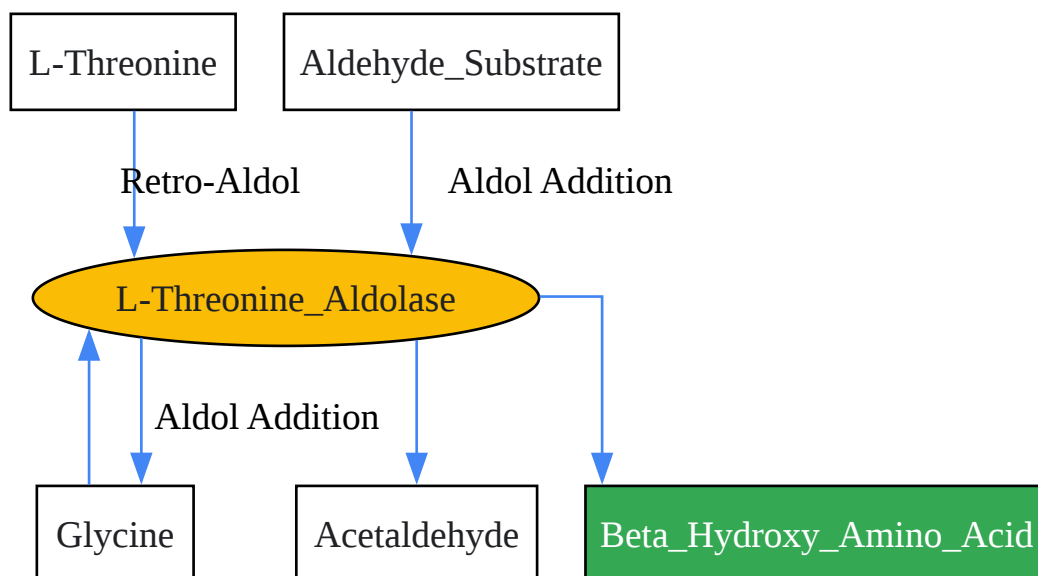 L-Threonine
Aldehyde_Substrate
Retro-Aldol
Aldol Addition
L-Threonine_Aldolase
Aldol Addition
Glycine
Acetaldehyde
Beta_Hydroxy_Amino_Acid